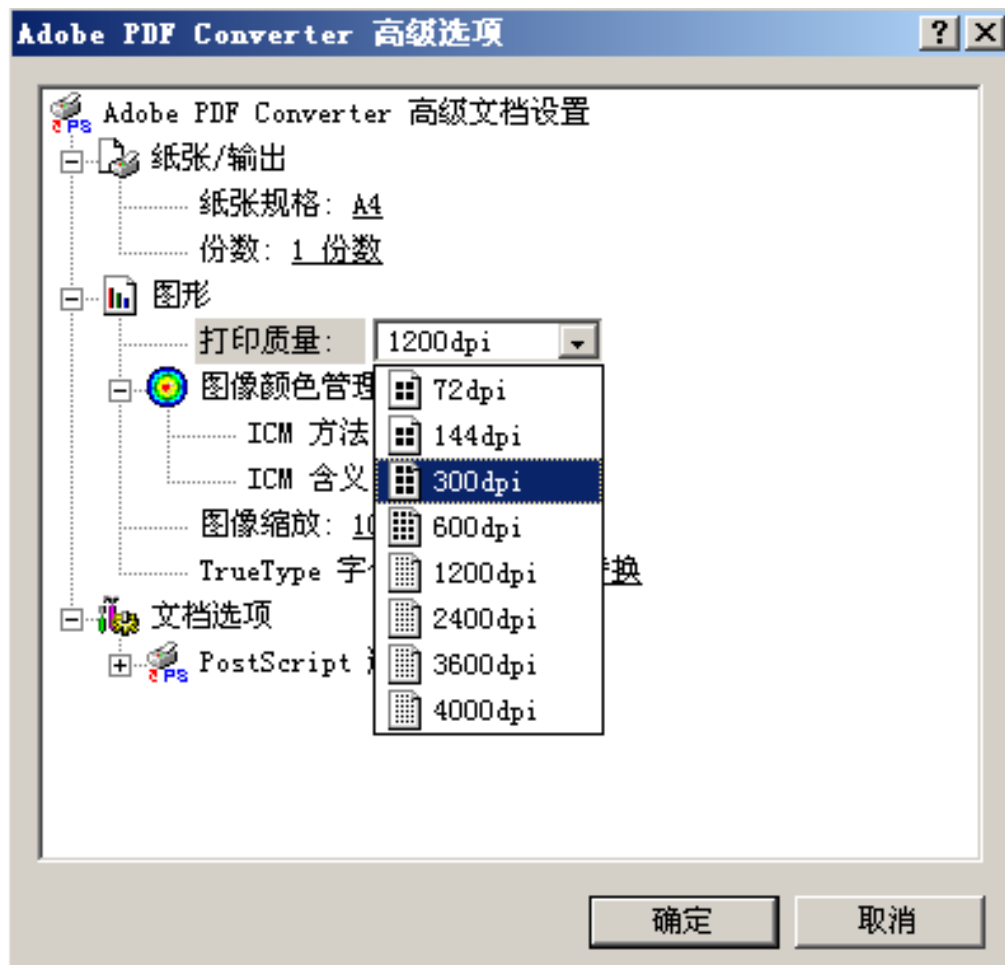 Adobe PDF Converter 高级选项
Adobe PDF Converter 高级文档设置
纸张/输出
纸张规格: A4
份数: 1 份数
图形
打印质量: 1200dpi
72dpi
图像颜色管理
144dpi
ICM 方法
300dpi
ICM 含义
600dpi
图像缩放:
1200dpi
TrueType 换
2400dpi
文档选项
3600dpi
PostScript
4000dpi
确定 取消